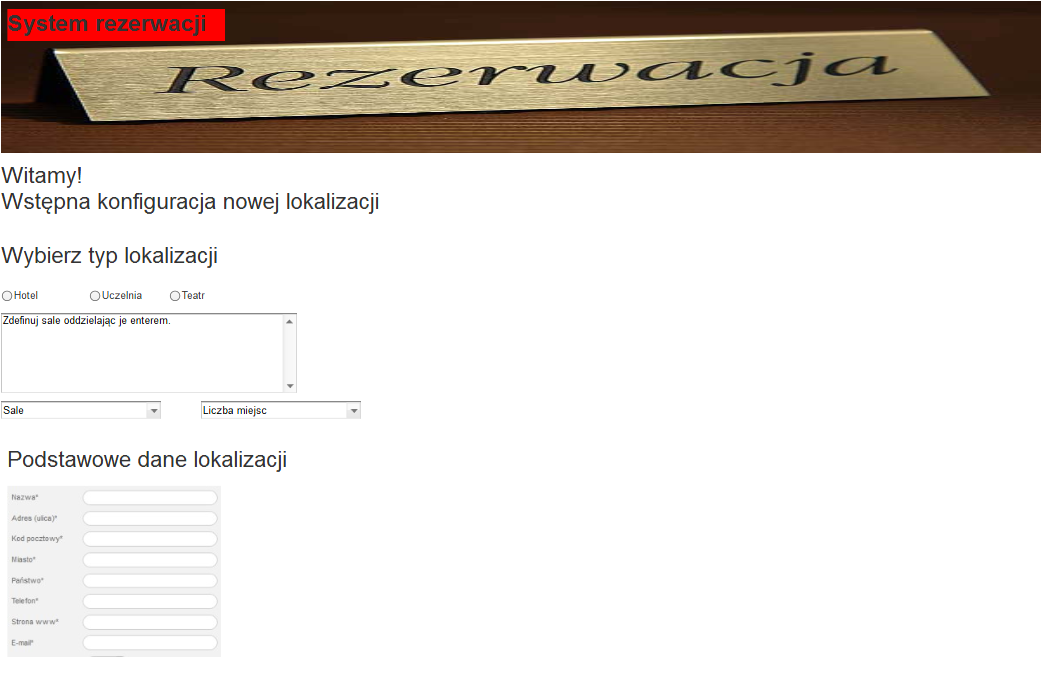 System rezerwacji
Rezerwacja
Witamy!
Wstępna konfiguracja nowej lokalizacji
Wybierz typ lokalizacji
Hotel Uczelnia Teatr
Zdefinuj sale oddzielając je enterem.
Sale Liczba miejsc
Podstawowe dane lokalizacji
Nazwa*
Adres (ulica)*
Kod pocztowy*
Miasto*
Państwo*
Telefon*
Strona www*
E-mail*